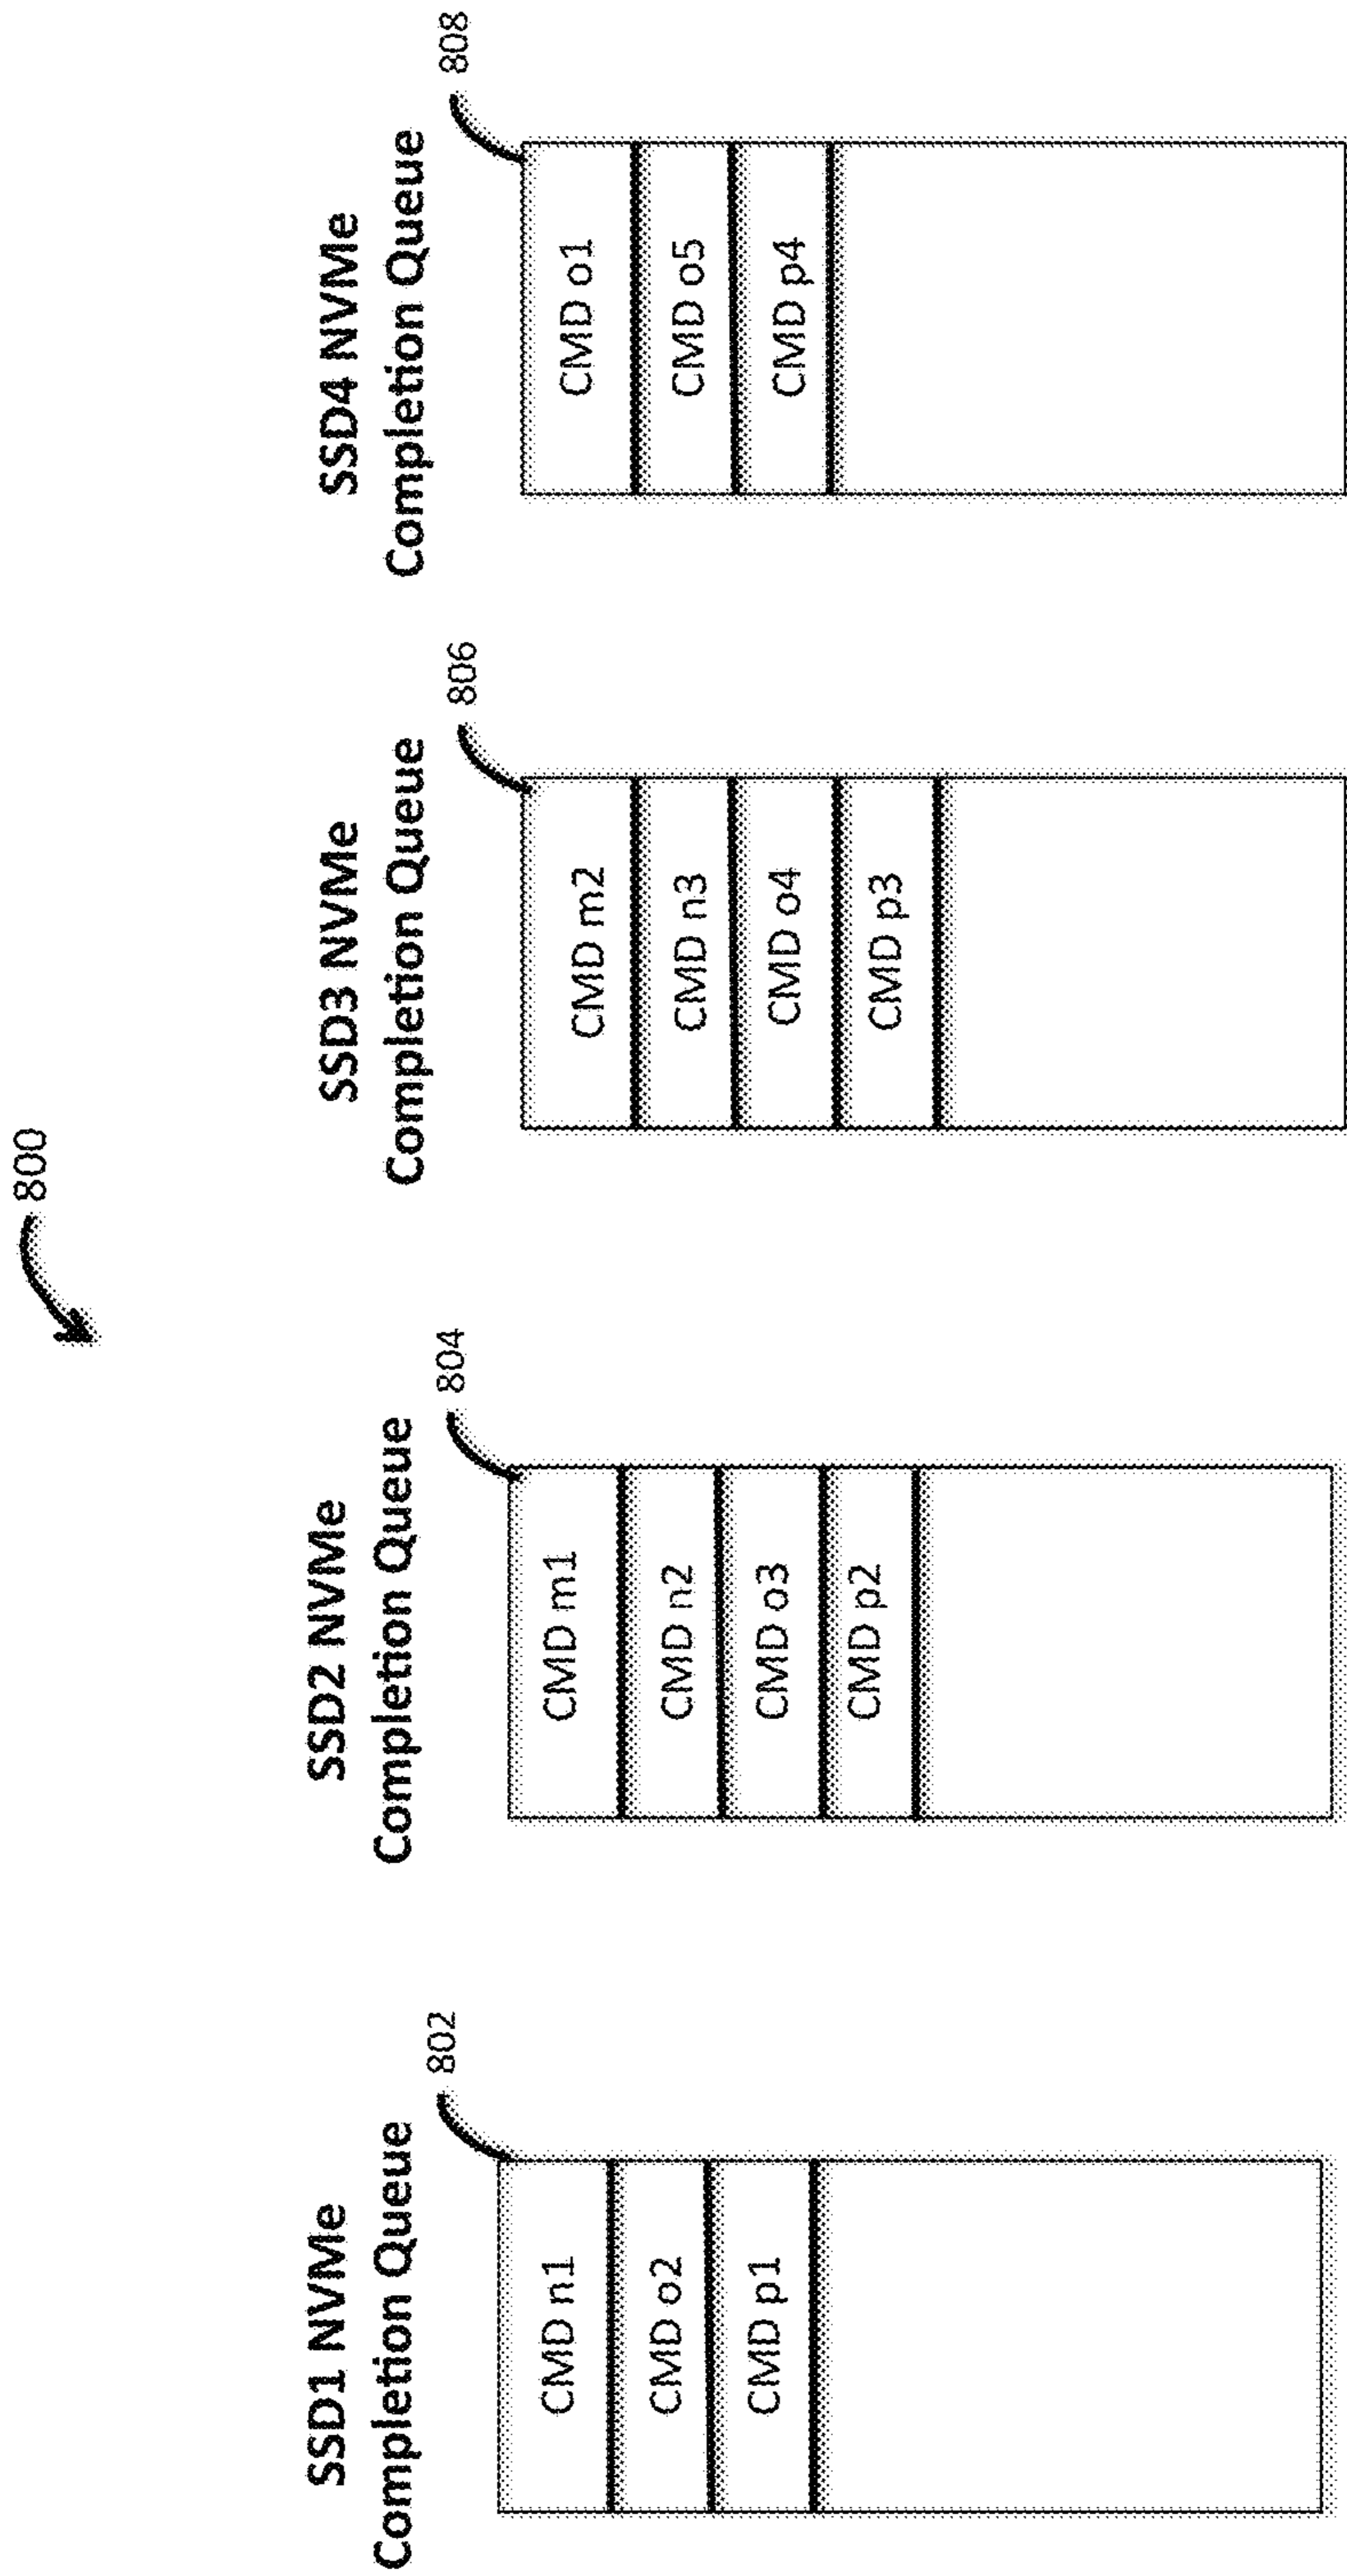 800
SSD1 NVMe
Completion Queue
802
CMD n1
CMD o2
CMD p1
SSD2 NVMe
Completion Queue
804
CMD m1
CMD n2
CMD o3
CMD p2
SSD3 NVMe
Completion Queue
806
CMD m2
CMD n3
CMD o4
CMD p3
SSD4 NVMe
Completion Queue
808
CMD o1
CMD o5
CMD p4